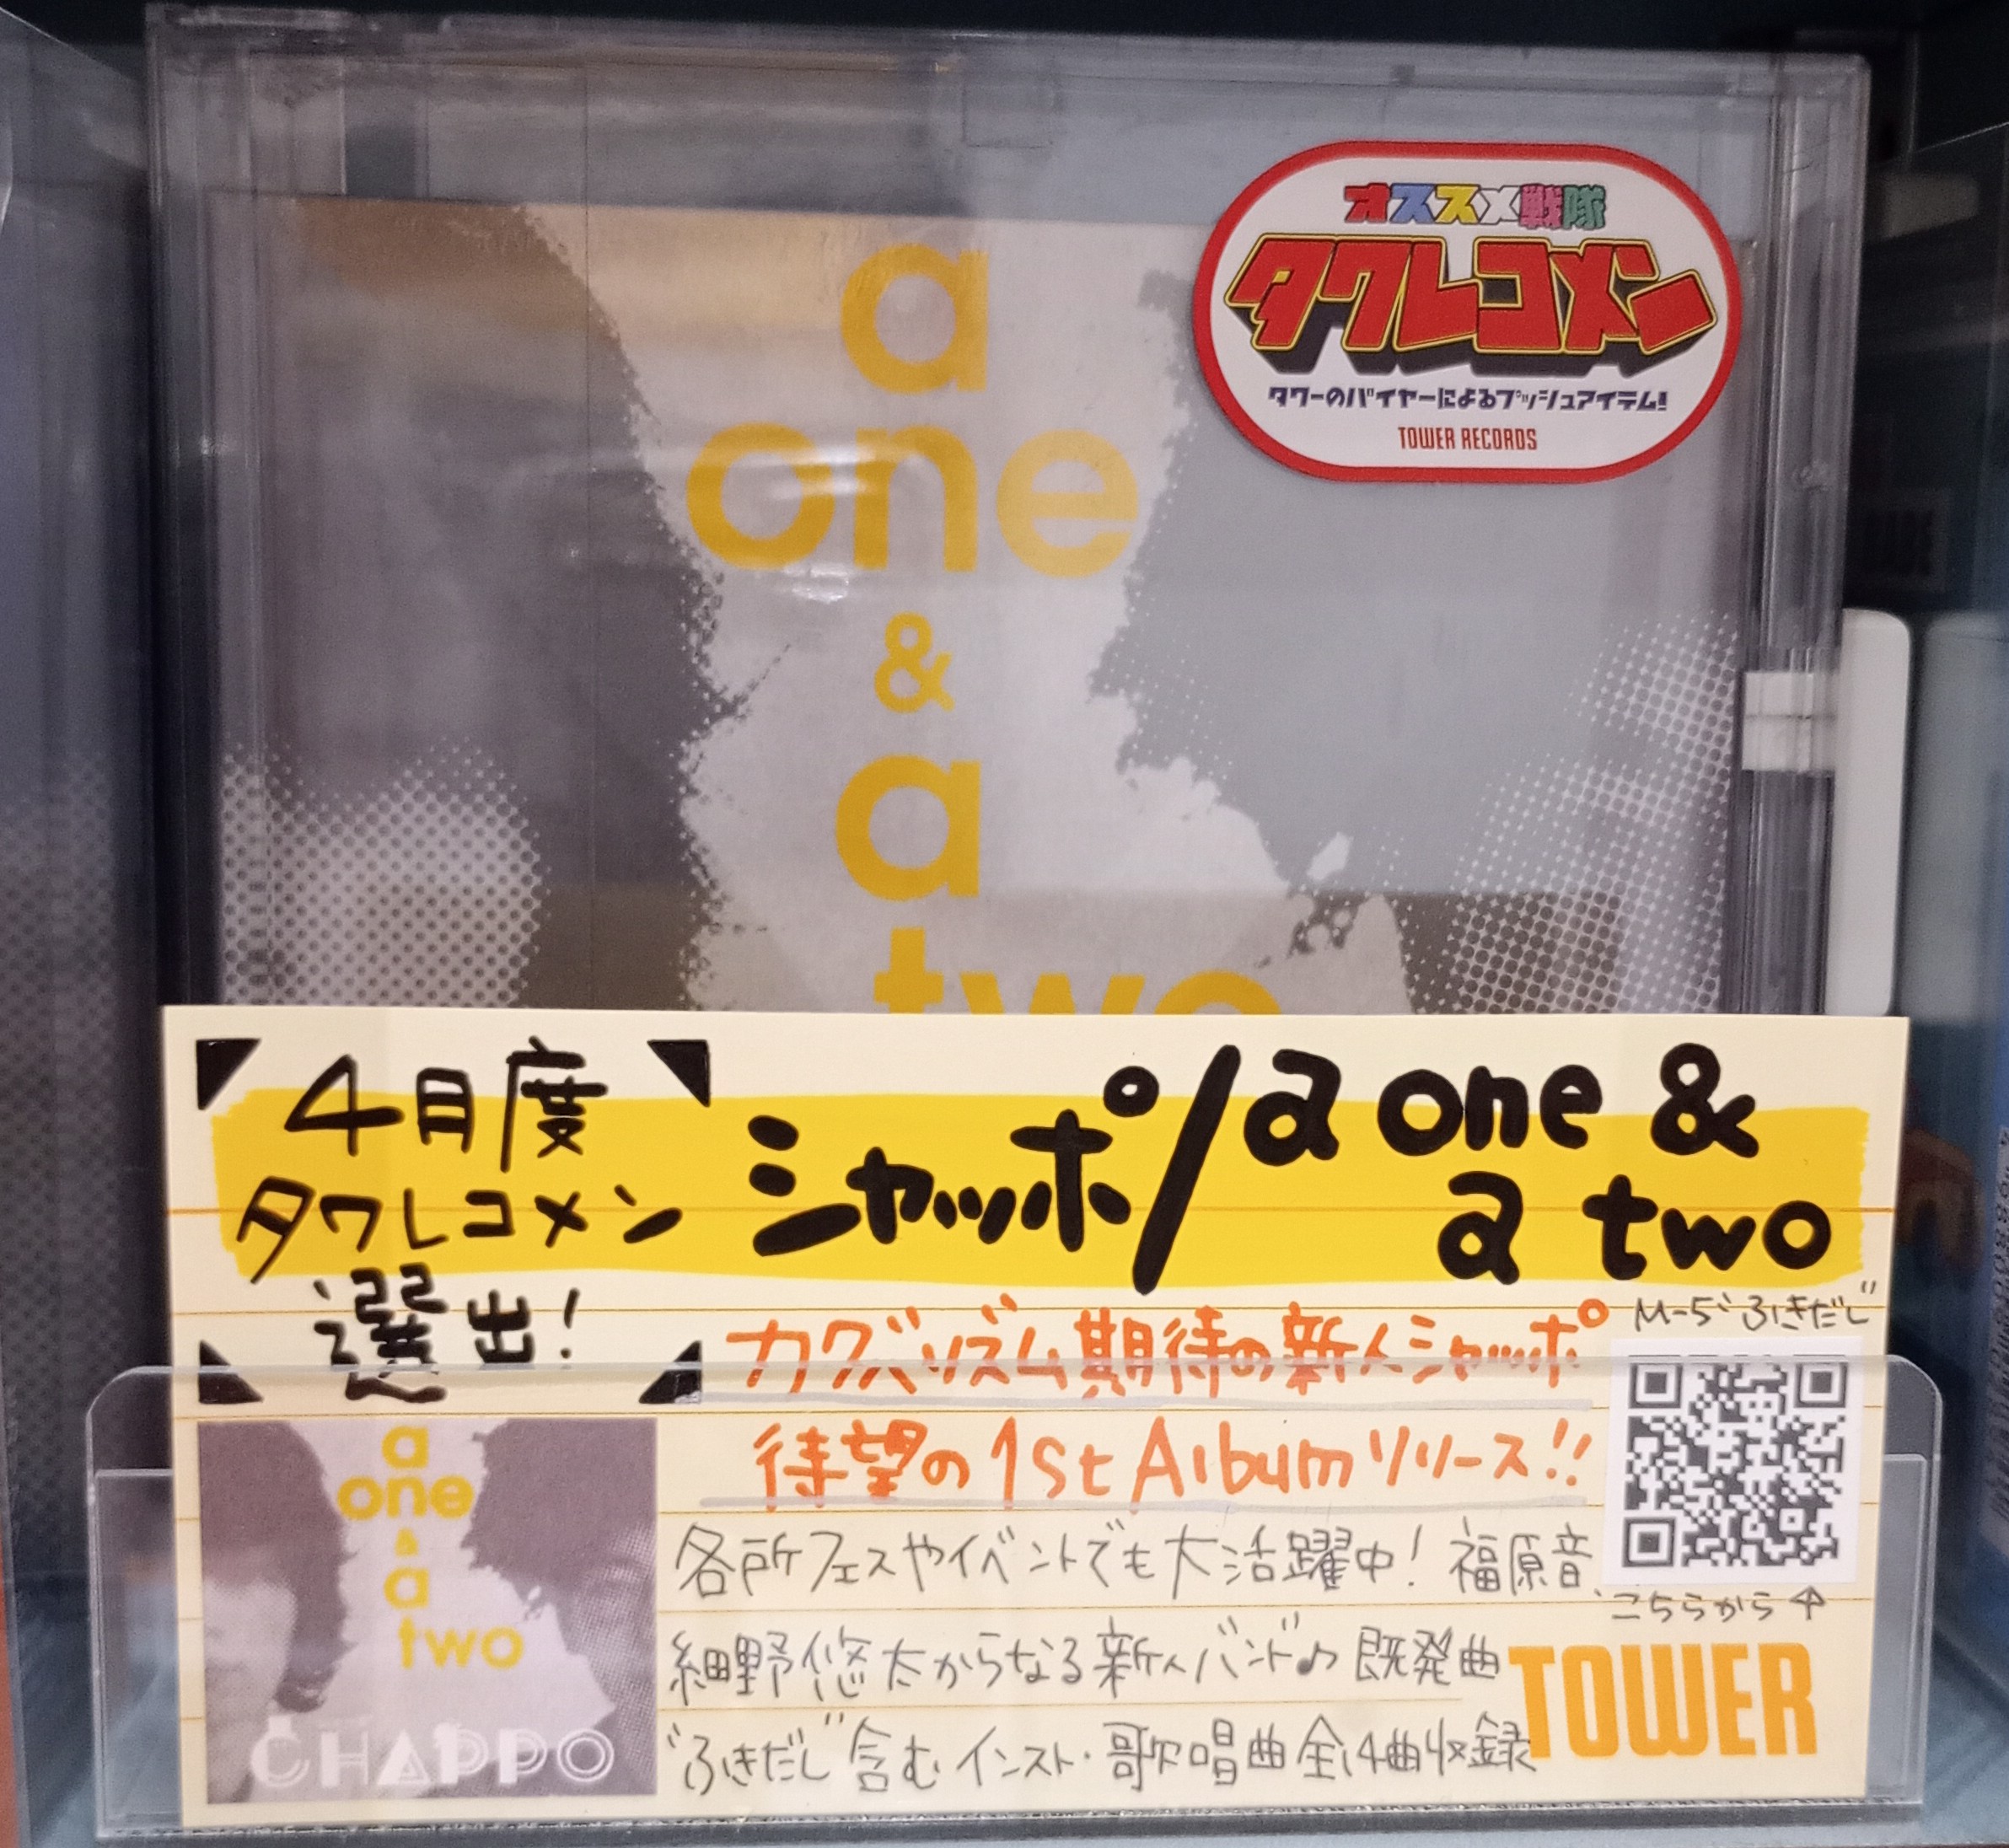 オススメ戦隊
タワレコメン
タワーのバイヤーによるプッシュアイテム!
TOWER RECORDS
a
one
&
a
two
4月度
タワレコメン
選出!
シャッポ/a one &
a two
カクバリズム期待の新人シャッポ
待望の1st Album リリース!!
M-5"ふきだし"
こちらから↑
各所フェスやイベントでも大活躍中!福原音、
細野悠太からなる新人バンド♪既発曲
"ふきだし"含むインスト・歌唱曲全14曲収録
TOWER
a
one
&
a
two
CHAPPO